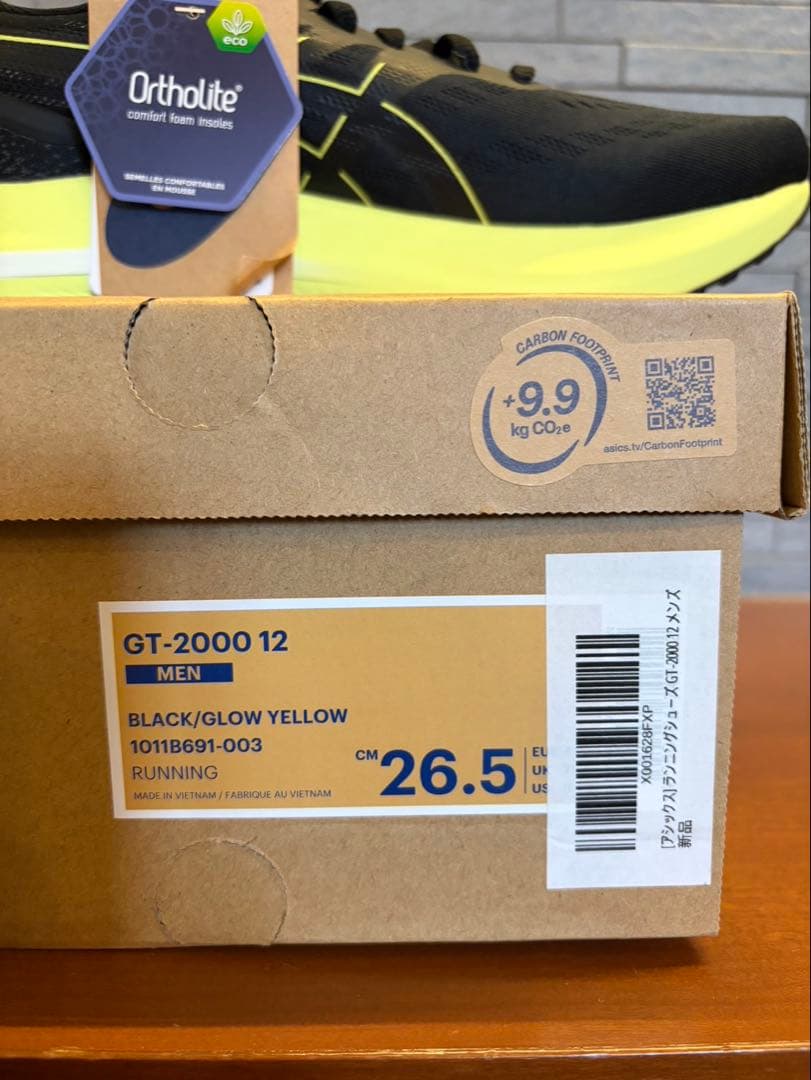 eco
Ortholite®
comfort foam insoles
SEMELLES CONFORTABLES
EN MOUSSE
CARBON FOOTPRINT
+9.9
kg CO₂e
asics.tv/CarbonFootprint
GT-2000 12
MEN
BLACK/GLOW YELLOW
1011B691-003
RUNNING
MADE IN VIETNAM / FABRIQUE AU VIETNAM
CM 26.5
EU
UK
US
X001628FXP
[アシックス] ランニングシューズ GT-2000 12 メンズ
新品